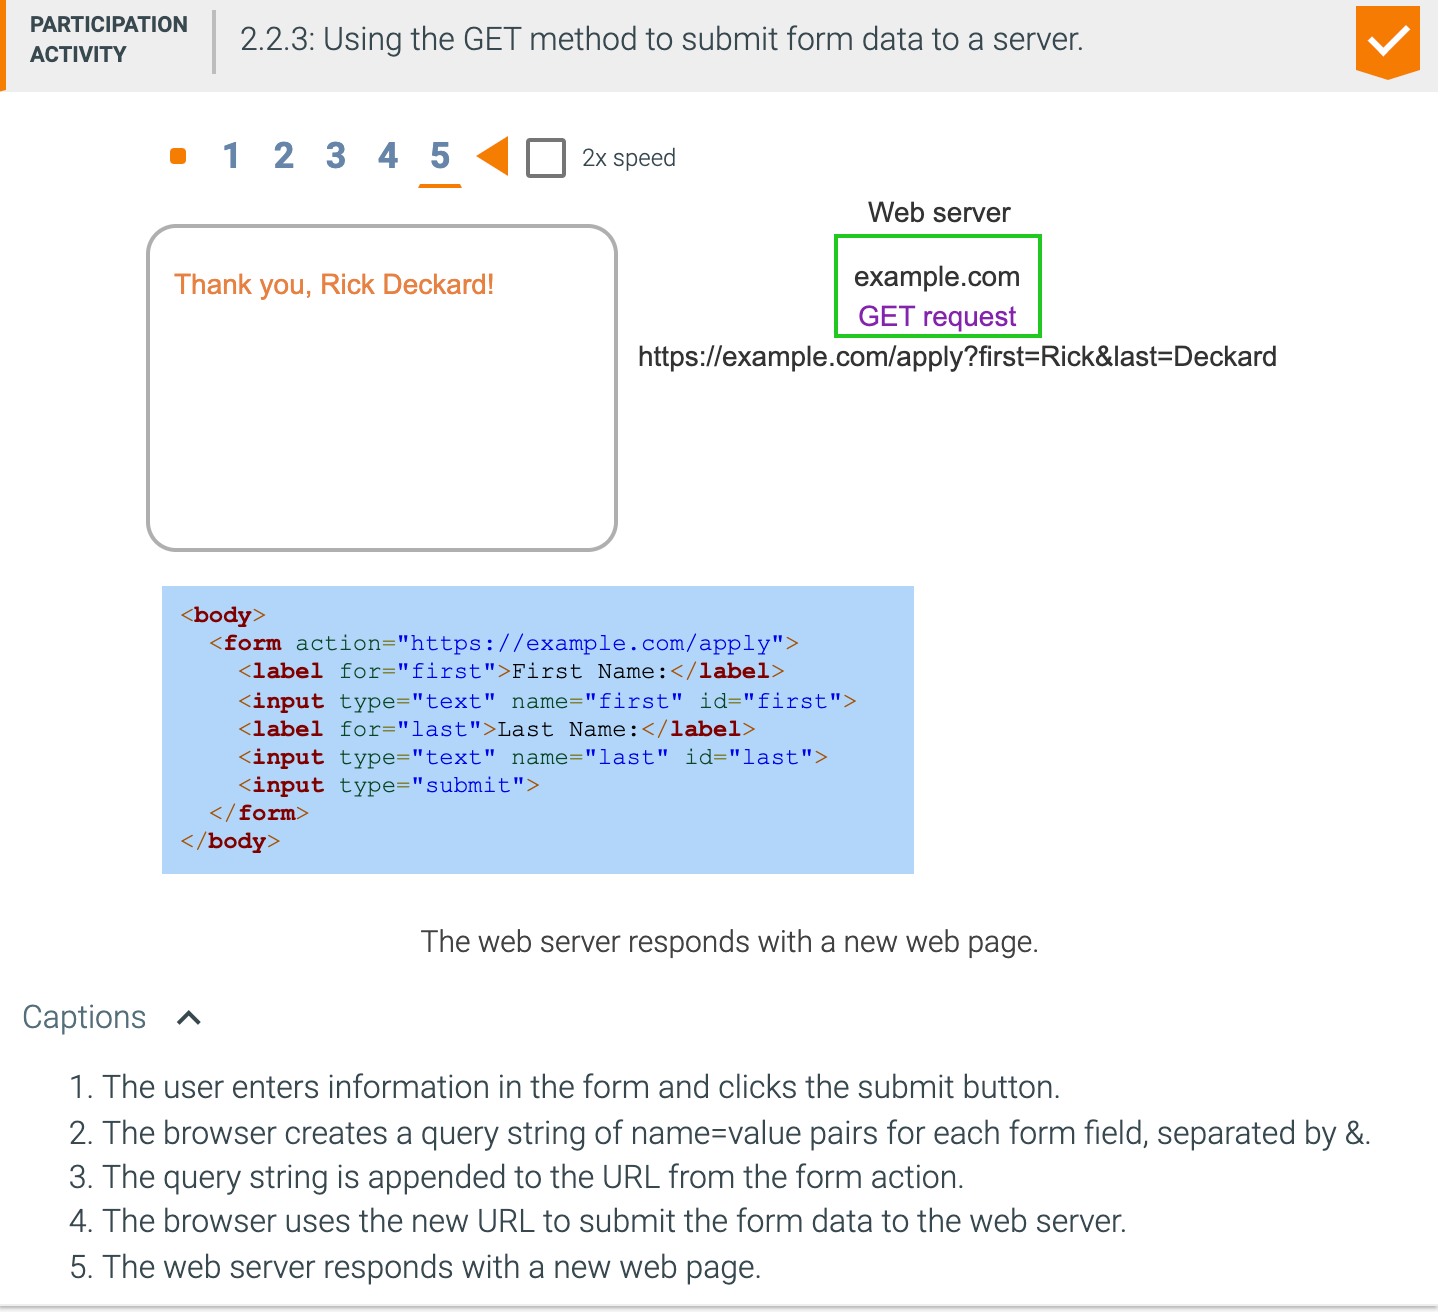 PARTICIPATION
ACTIVITY
2.2.3: Using the GET method to submit form data to a server.
1 2 3 4 5 2x speed
Web server
example.com
GET request
https://example.com/apply?first=Rick&last=Deckard
Thank you, Rick Deckard!
<body>
  <form action="https://example.com/apply">
    <label for="first">First Name:</label>
    <input type="text" name="first" id="first">
    <label for="last">Last Name:</label>
    <input type="text" name="last" id="last">
    <input type="submit">
  </form>
</body>
The web server responds with a new web page.
Captions
1. The user enters information in the form and clicks the submit button.
2. The browser creates a query string of name=value pairs for each form field, separated by &.
3. The query string is appended to the URL from the form action.
4. The browser uses the new URL to submit the form data to the web server.
5. The web server responds with a new web page.